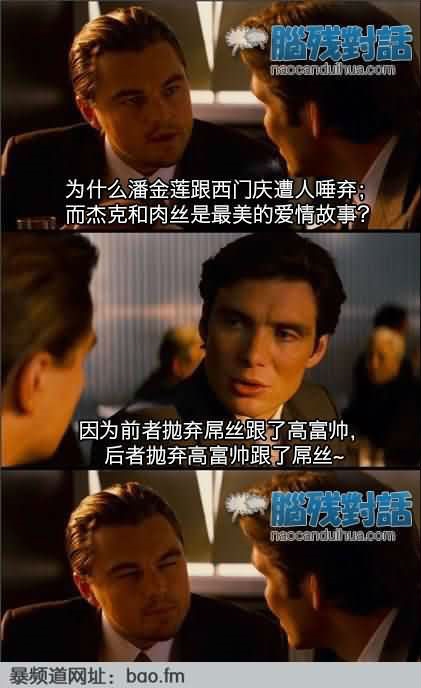 腦残對話
naocanduihua.com
为什么潘金莲跟西门庆遭人唾弃；
而杰克和肉丝是最美的爱情故事？
因为前者抛弃屌丝跟了高富帅，
后者抛弃高富帅跟了屌丝~
腦残對話
naocanduihua.com
暴频道网址：bao.fm